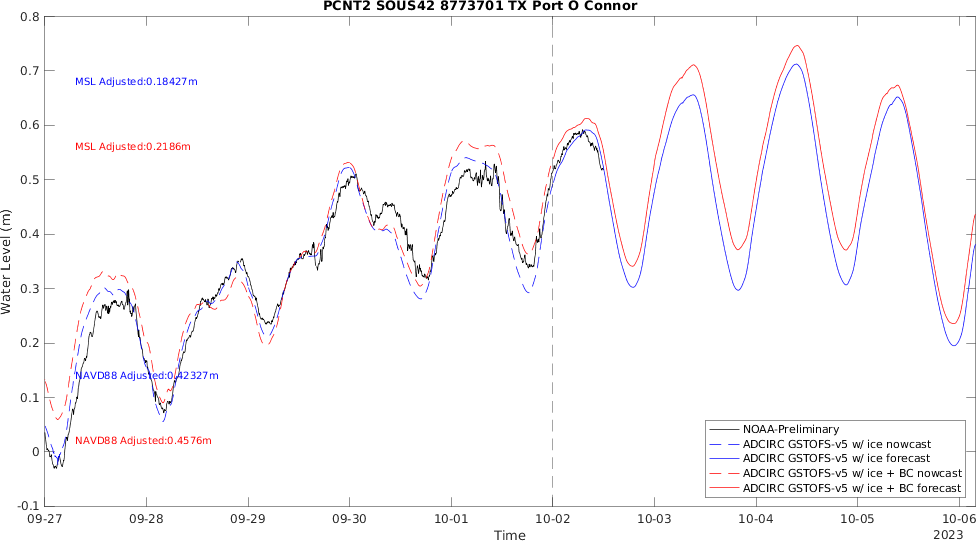 PCNT2 SOUS42 8773701 TX Port O Connor
0.8
0.7
0.6
0.5
0.4
0.3
0.2
0.1
0
-0.1
Water Level (m)
MSL Adjusted:0.18427m
MSL Adjusted:0.2186m
NAVD88 Adjusted:0.42327m
NAVD88 Adjusted:0.4576m
NOAA-Preliminary
ADCIRC GSTOFS-v5 w/ ice nowcast
ADCIRC GSTOFS-v5 w/ ice forecast
ADCIRC GSTOFS-v5 w/ ice + BC nowcast
ADCIRC GSTOFS-v5 w/ ice + BC forecast
09-27 09-28 09-29 09-30 10-01 10-02 10-03 10-04 10-05 10-06
Time
2023